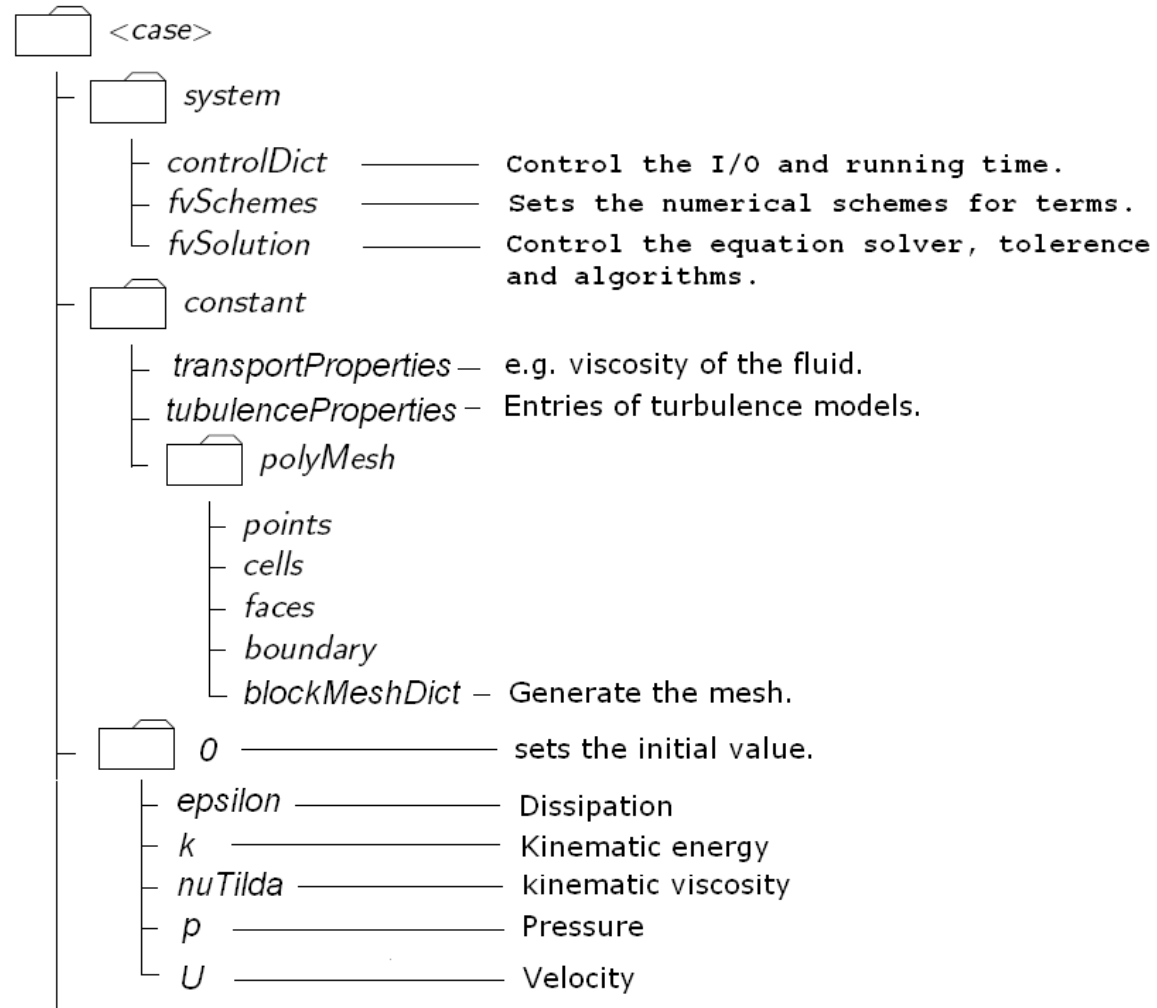 <case>
system
controlDict Control the I/O and running time.
fvSchemes Sets the numerical schemes for terms.
fvSolution Control the equation solver, tolerence
and algorithms.
constant
transportProperties e.g. viscosity of the fluid.
tubulenceProperties Entries of turbulence models.
polyMesh
points
cells
faces
boundary
blockMeshDict Generate the mesh.
0 sets the initial value.
epsilon Dissipation
k Kinematic energy
nuTilda kinematic viscosity
p Pressure
U Velocity